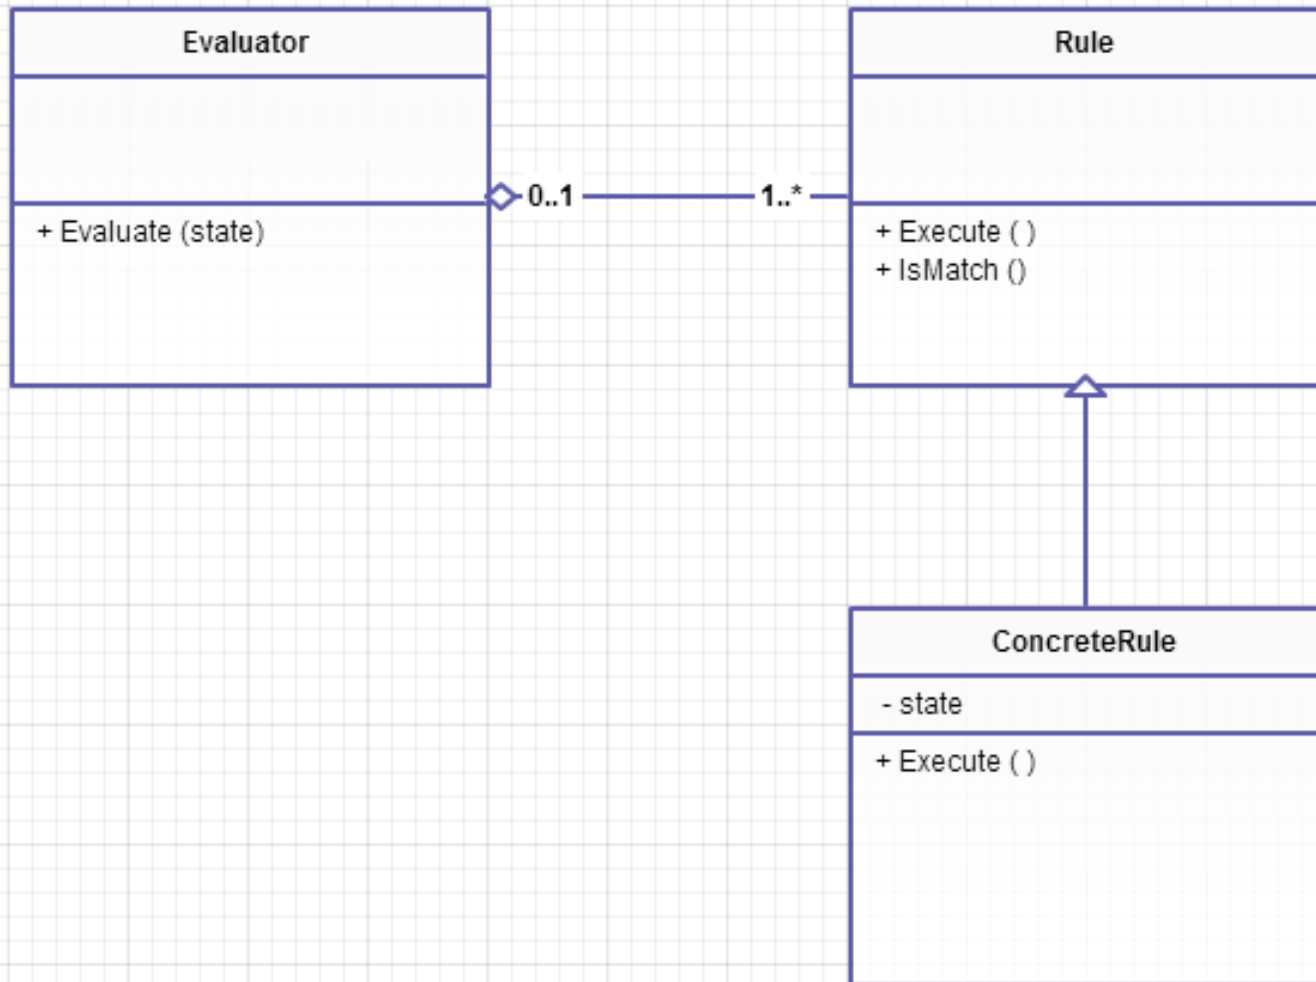 Evaluator
+ Evaluate (state)
0..1
1..*
Rule
+ Execute ( )
+ IsMatch ()
ConcreteRule
- state
+ Execute ( )